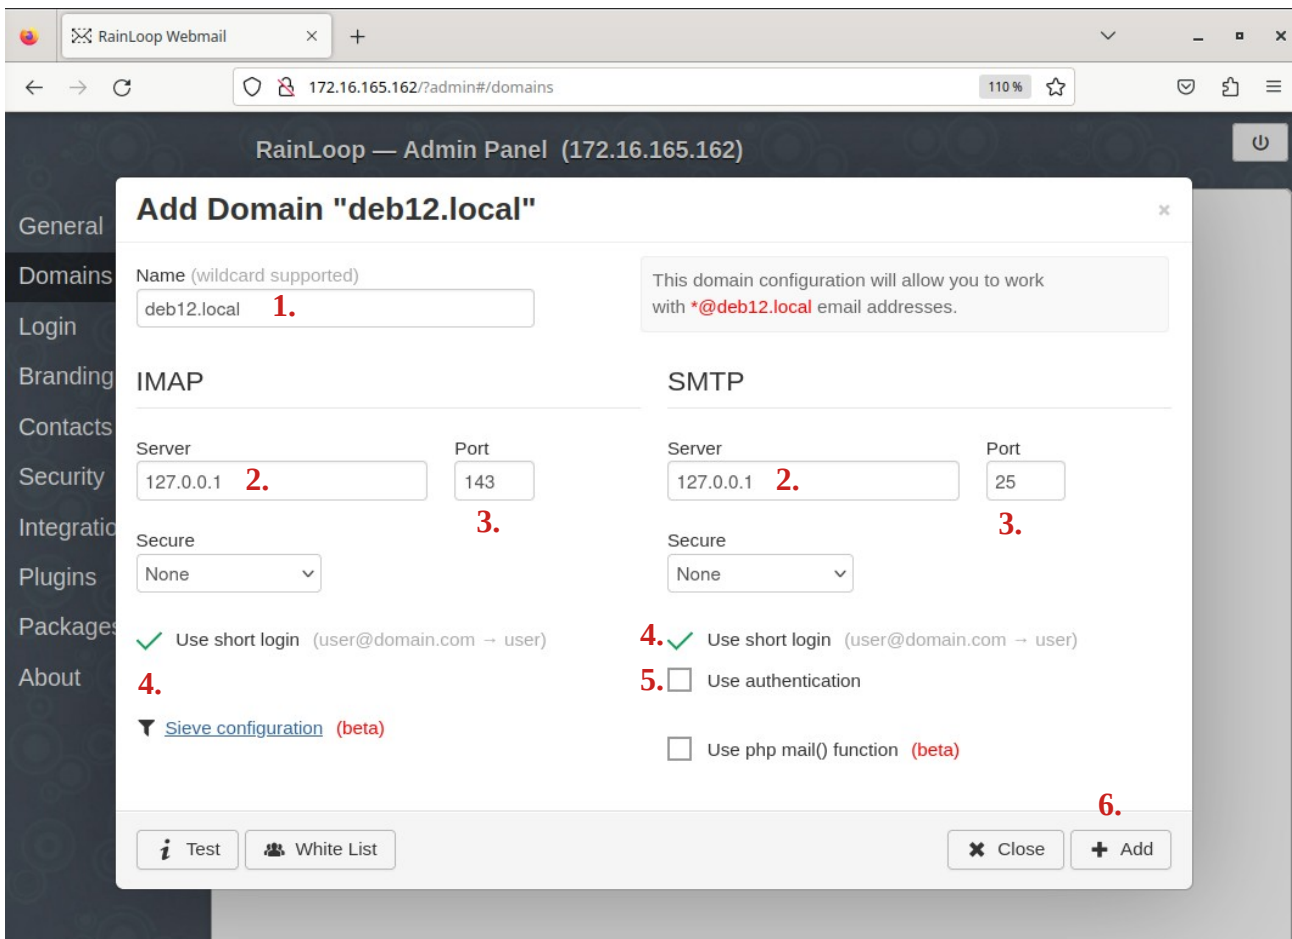 RainLoop Webmail
172.16.165.162/?admin#/domains 110 %
RainLoop — Admin Panel (172.16.165.162)
General
Domains
Login
Branding
Contacts
Security
Integratio
Plugins
Packages
About
Add Domain "deb12.local"
Name (wildcard supported)
deb12.local 1.
This domain configuration will allow you to work
with *@deb12.local email addresses.
IMAP
Server Port
127.0.0.1 2. 143
3.
Secure
None
Use short login (user@domain.com → user)
4.
Sieve configuration (beta)
SMTP
Server Port
127.0.0.1 2. 25
3.
Secure
None
4. Use short login (user@domain.com → user)
5. Use authentication
Use php mail() function (beta)
6.
i Test White List Close Add